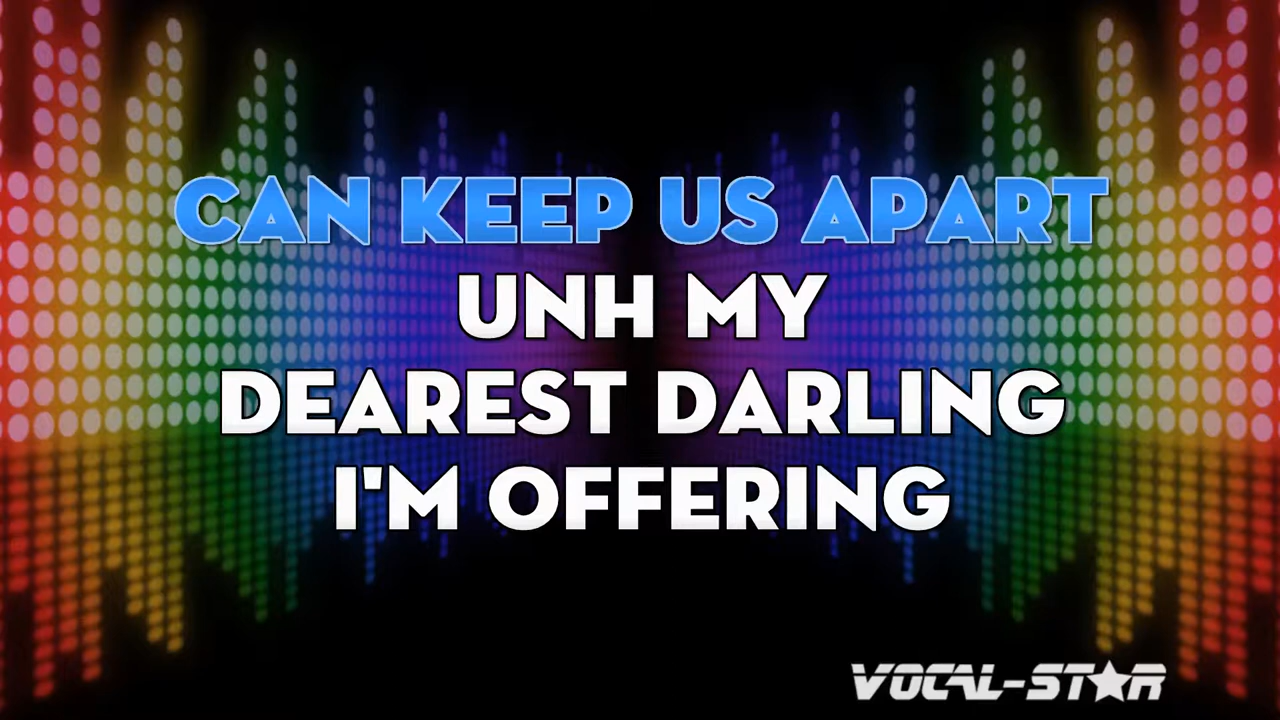 CAN KEEP US APART
UNH MY
DEAREST DARLING
I'M OFFERING
VOCAL-STAR